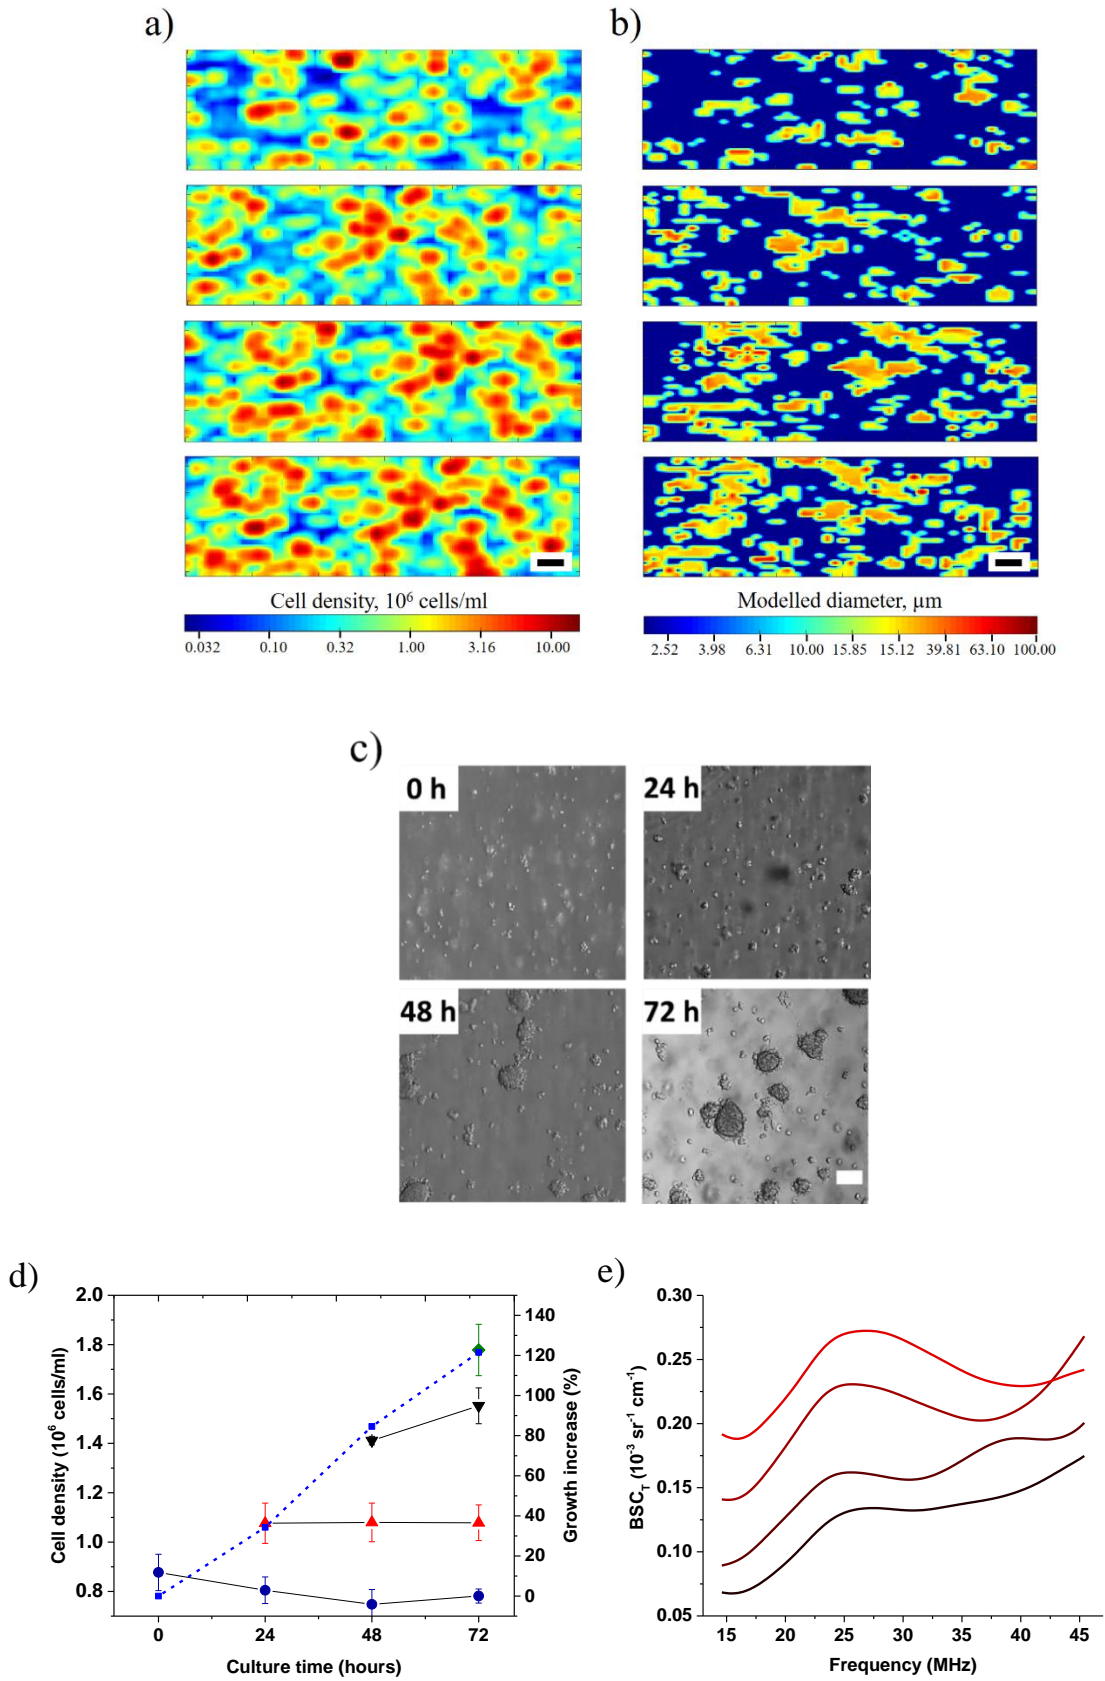 a)
b)
Cell density, 10⁶ cells/ml
0.032 0.10 0.32 1.00 3.16 10.00
Modelled diameter, µm
2.52 3.98 6.31 10.00 15.85 15.12 39.81 63.10 100.00
c)
0 h
24 h
48 h
72 h
d)
2.0
1.8
1.6
1.4
1.2
1.0
0.8
Cell density (10⁶ cells/ml)
140
120
100
80
60
40
20
0
Growth increase (%)
0 24 48 72
Culture time (hours)
e)
0.30
0.25
0.20
0.15
0.10
0.05
BSC_T (10⁻³ sr⁻¹ cm⁻¹)
15 20 25 30 35 40 45
Frequency (MHz)